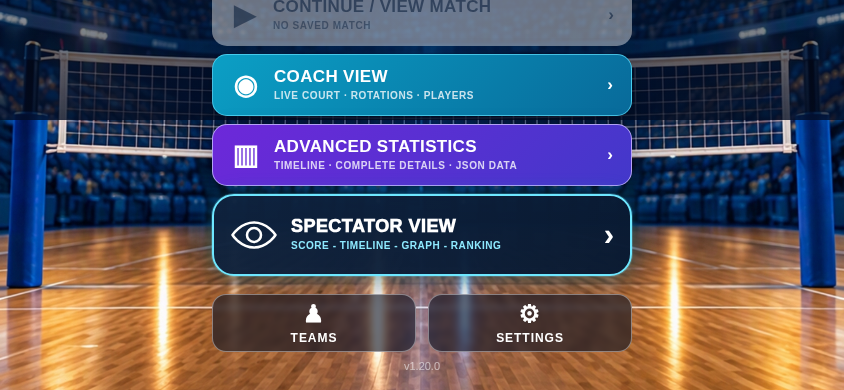 CONTINUE / VIEW MATCH
NO SAVED MATCH
COACH VIEW
LIVE COURT · ROTATIONS · PLAYERS
ADVANCED STATISTICS
TIMELINE · COMPLETE DETAILS · JSON DATA
SPECTATOR VIEW
SCORE - TIMELINE - GRAPH - RANKING
TEAMS
SETTINGS
v1.20.0